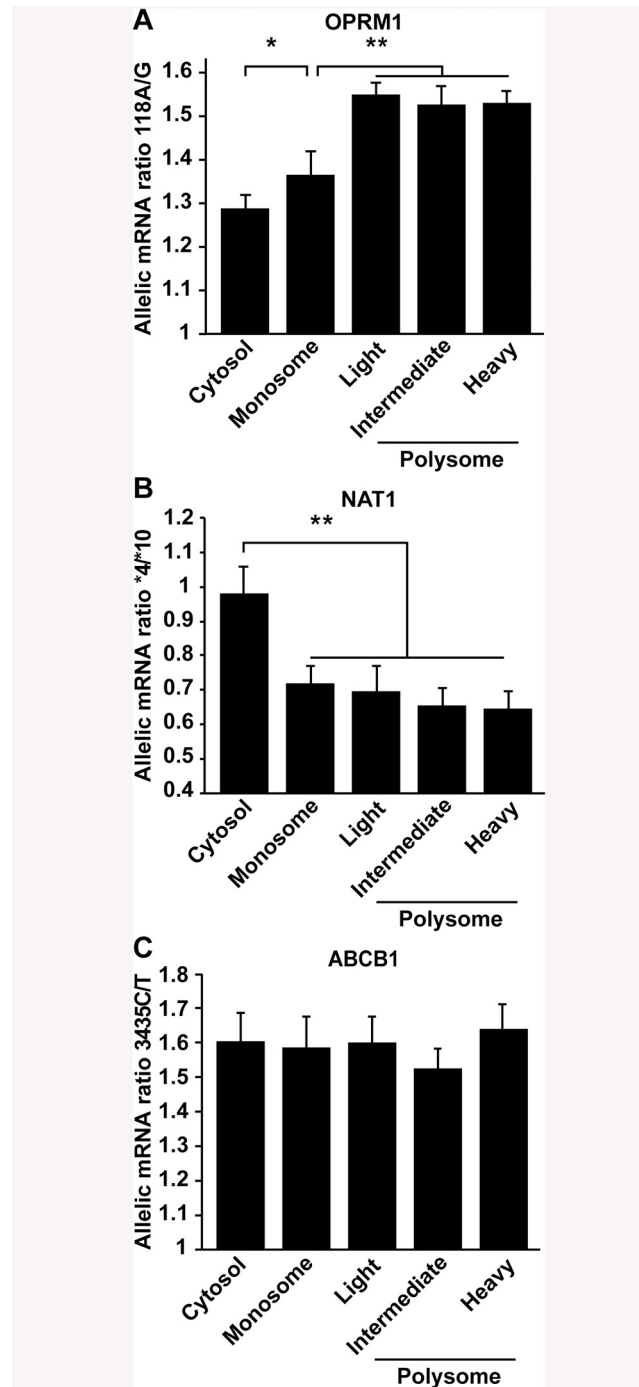 A
OPRM1
* **
Allelic mRNA ratio 118A/G
1.6
1.5
1.4
1.3
1.2
1.1
1
Cytosol
Monosome
Light
Intermediate
Heavy
Polysome
B
NAT1
**
Allelic mRNA ratio *4/*10
1.2
1.1
1
0.9
0.8
0.7
0.6
0.5
0.4
Cytosol
Monosome
Light
Intermediate
Heavy
Polysome
C
ABCB1
Allelic mRNA ratio 3435C/T
1.8
1.7
1.6
1.5
1.4
1.3
1.2
1.1
1
Cytosol
Monosome
Light
Intermediate
Heavy
Polysome